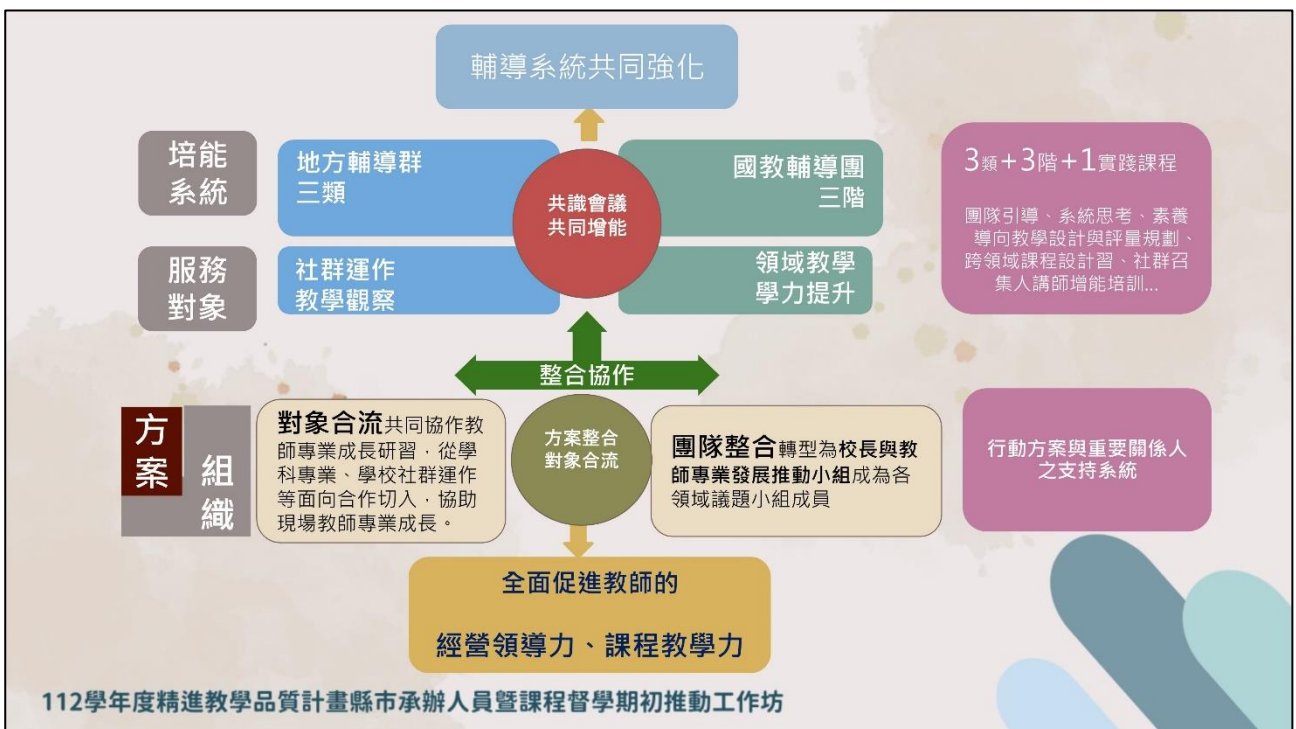 輔導系統共同強化
培能
系統
地方輔導群
三類
共識會議
共同增能
國教輔導團
三階
3類+3階+1實踐課程
團隊引導、系統思考、素養
導向教學設計與評量規劃、
跨領域課程設計習、社群召
集人講師增能培訓...
服務
對象
社群運作
教學觀察
領域教學
學力提升
整合協作
方案
組織
對象合流共同協作教
師專業成長研習，從學
科專業、學校社群運作
等面向合作切入，協助
現場教師專業成長。
方案整合
對象合流
團隊整合轉型為校長與教
師專業發展推動小組成為各
領域議題小組成員
行動方案與重要關係人
之支持系統
全面促進教師的
經營領導力、課程教學力
112學年度精進教學品質計畫縣市承辦人員暨課程督學期初推動工作坊